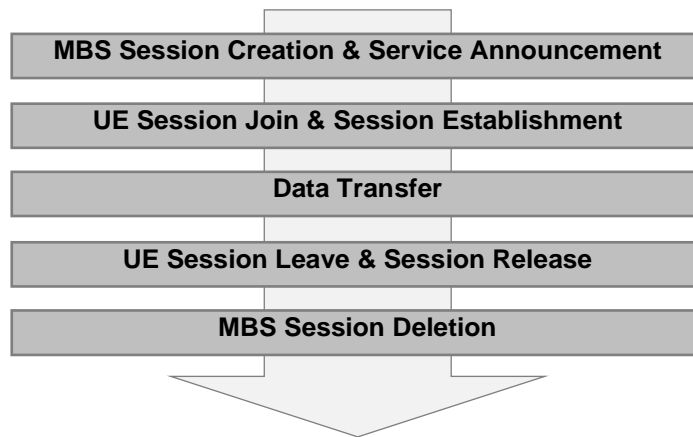 MBS Session Creation & Service Announcement
UE Session Join & Session Establishment
Data Transfer
UE Session Leave & Session Release
MBS Session Deletion